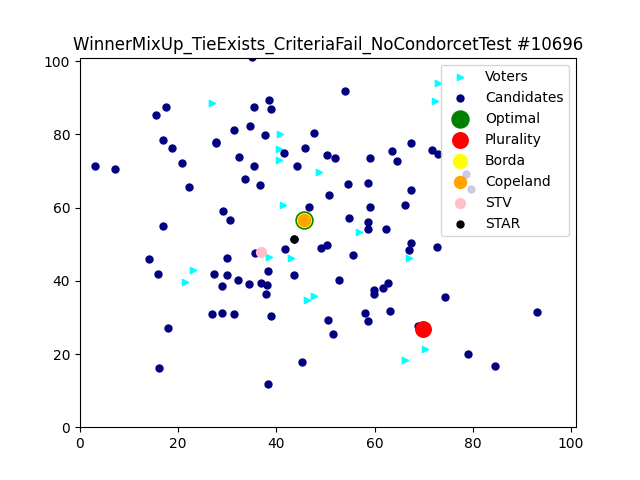 WinnerMixUp_TieExists_CriteriaFail_NoCondorcetTest #10696
Voters
Candidates
Optimal
Plurality
Borda
Copeland
STV
STAR
100
80
60
40
20
0
0 20 40 60 80 100